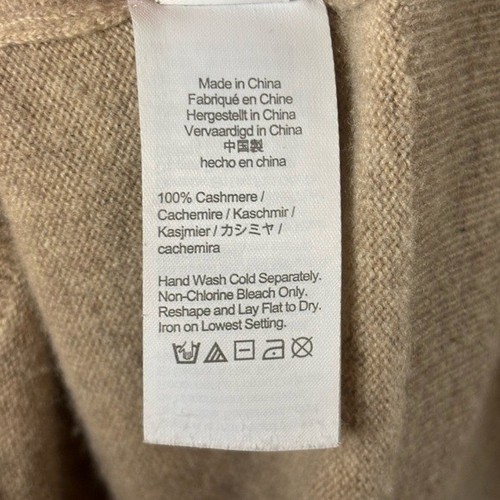 Made in China
Fabriqué en Chine
Hergestellt in China
Vervaardigd in China
中国製
hecho en china
100% Cashmere /
Cachemire / Kaschmir /
Kasjmier / カシミヤ /
cachemira
Hand Wash Cold Separately.
Non-Chlorine Bleach Only.
Reshape and Lay Flat to Dry.
Iron on Lowest Setting.